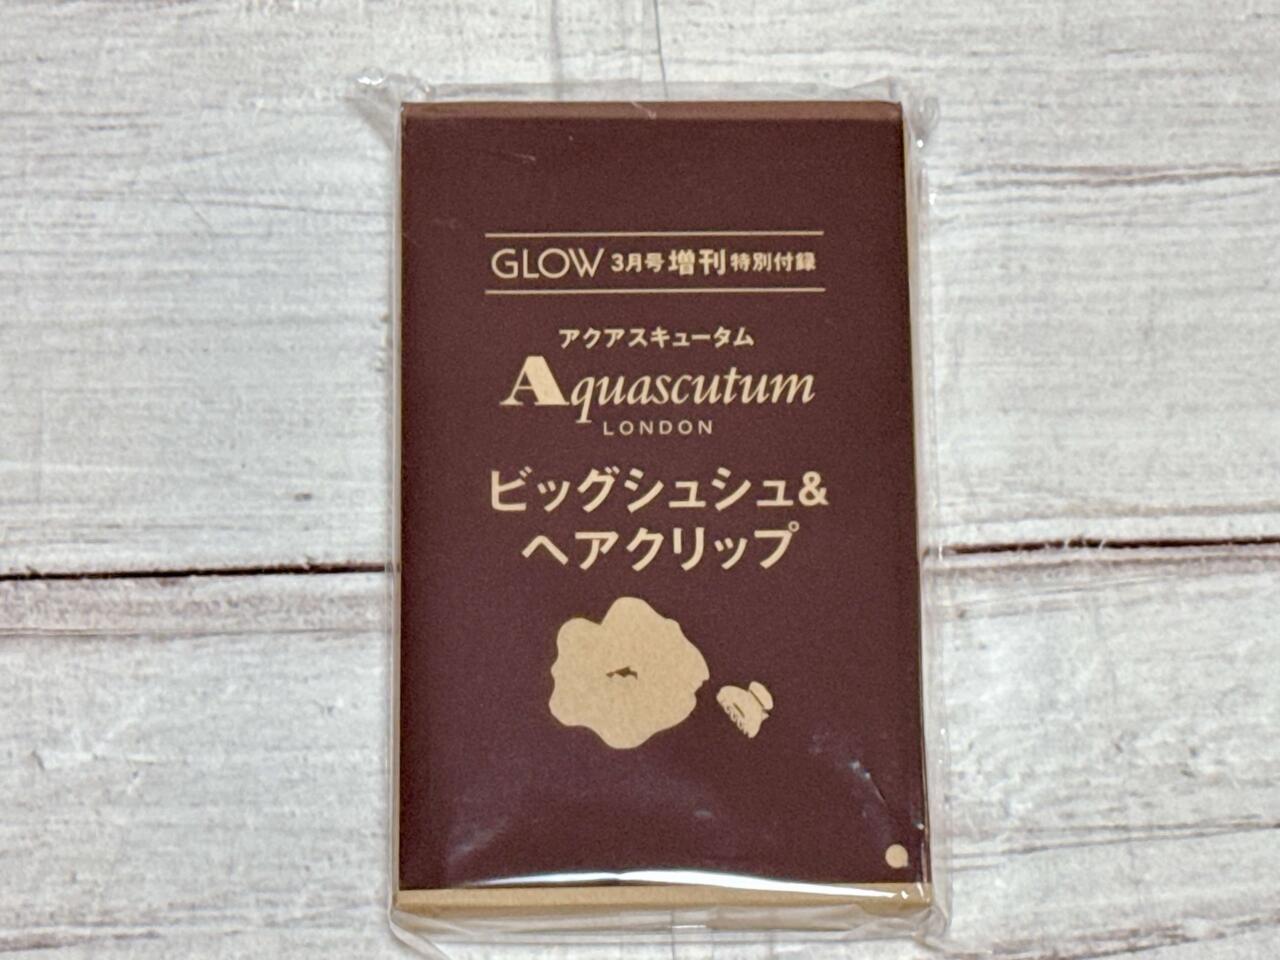 GLOW 3月号 増刊 特別付録
アクアスキュータム
Aquascutum
LONDON
ビッグシュシュ&
ヘアクリップ